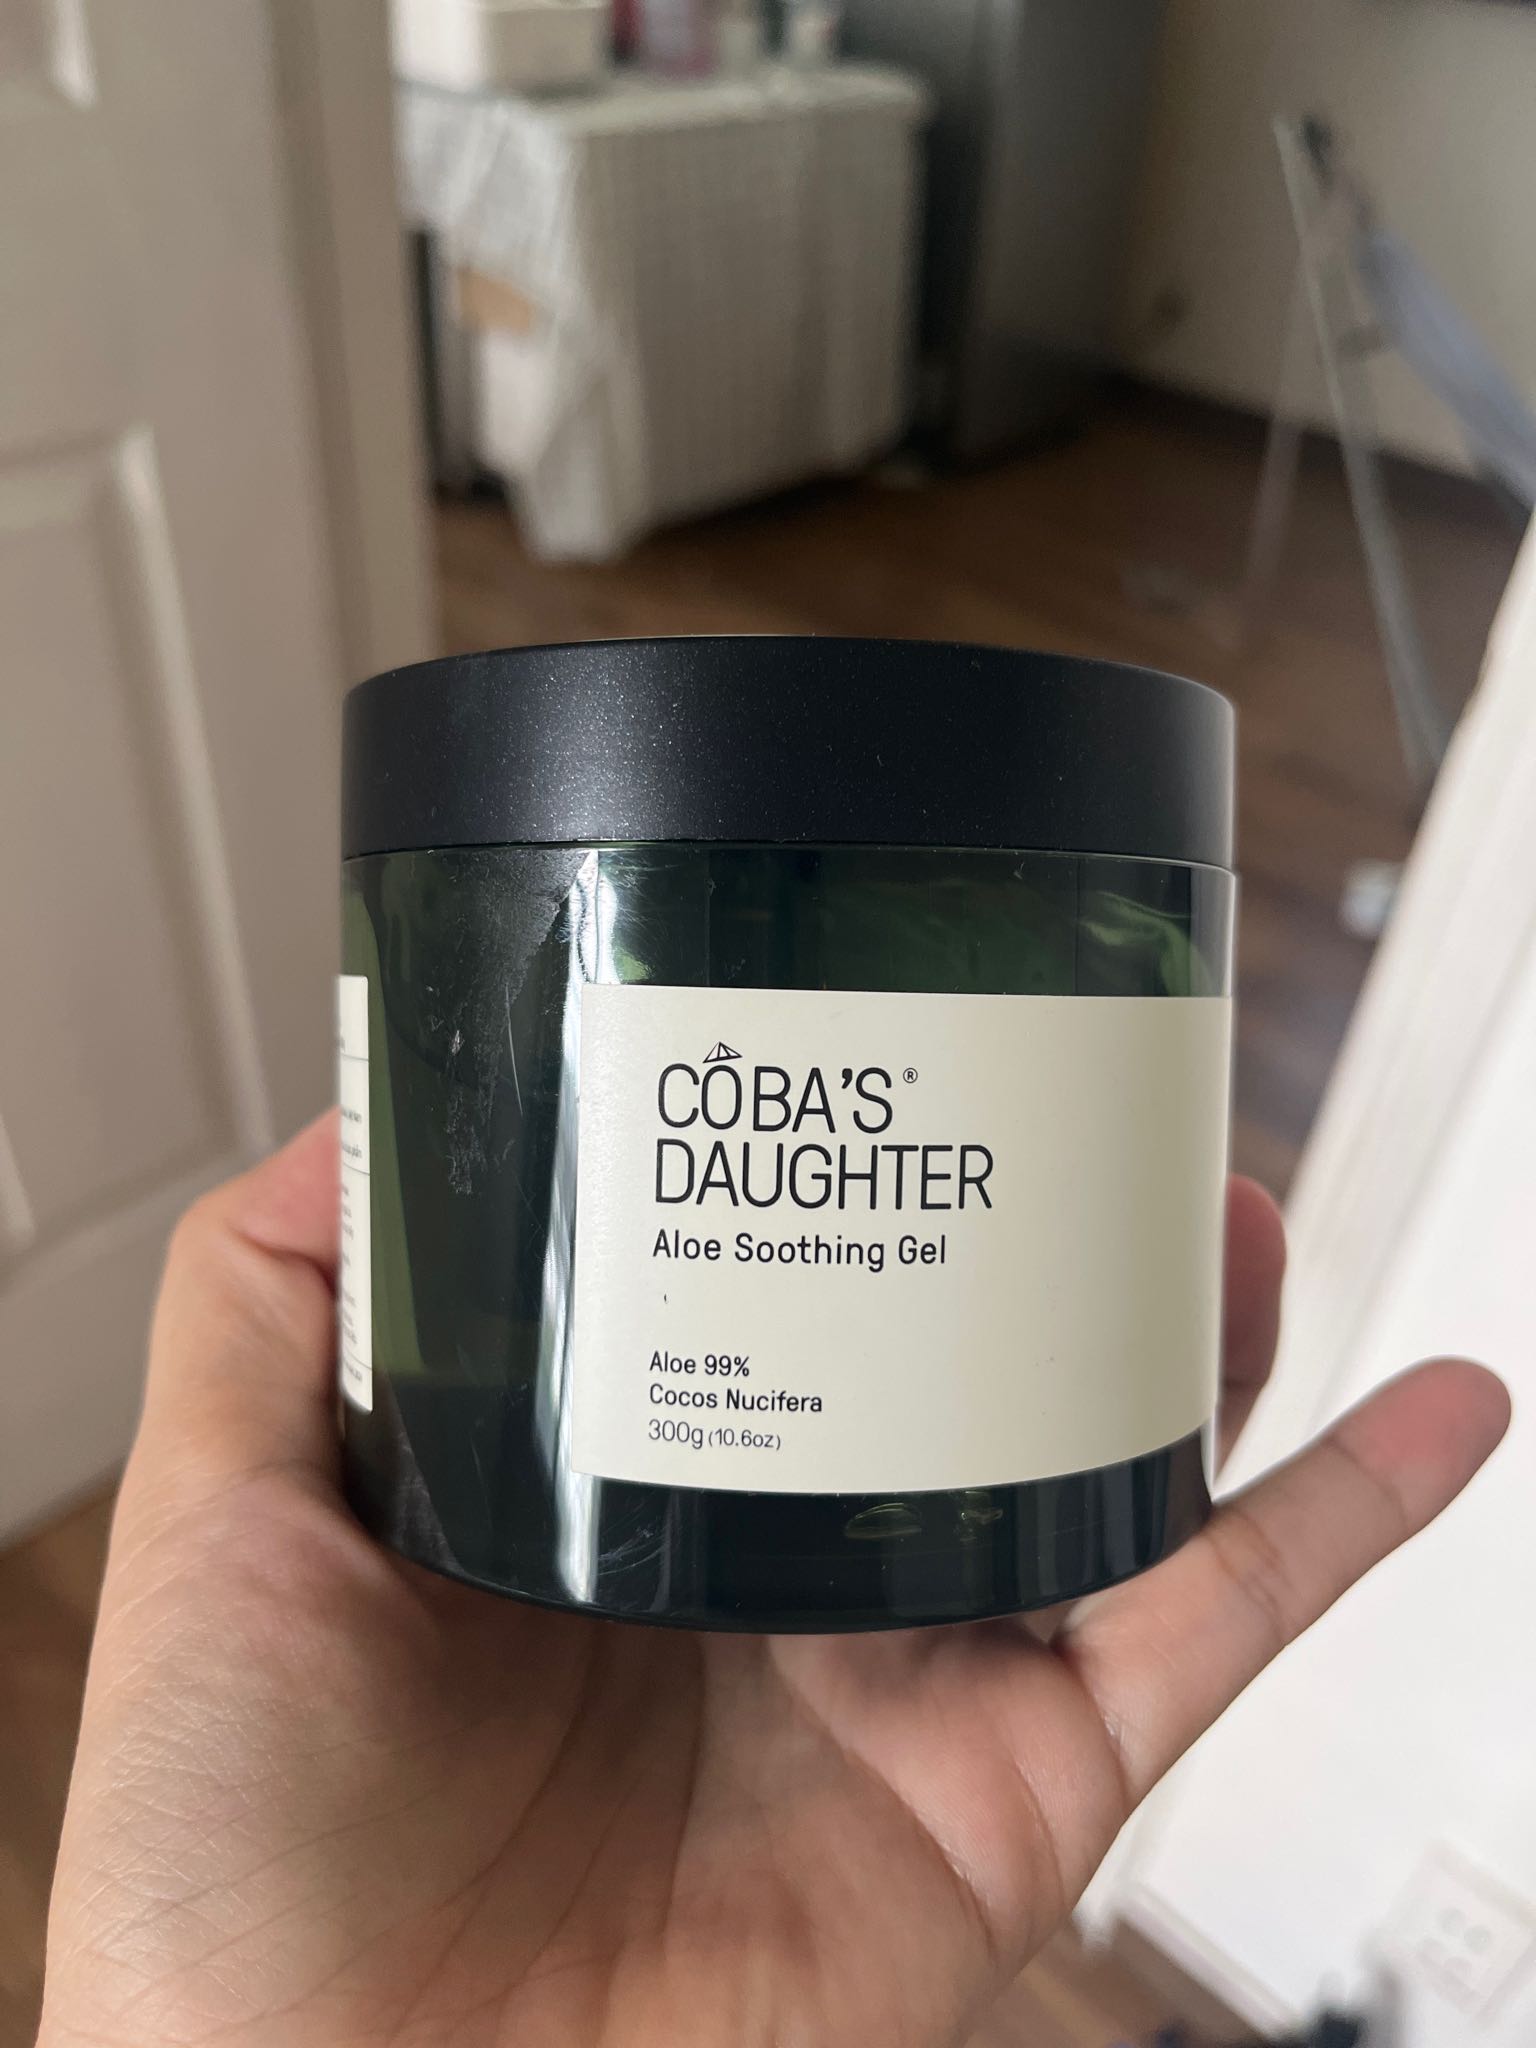 CÔBA'S®
DAUGHTER
Aloe Soothing Gel
Aloe 99%
Cocos Nucifera
300g (10.6oz)